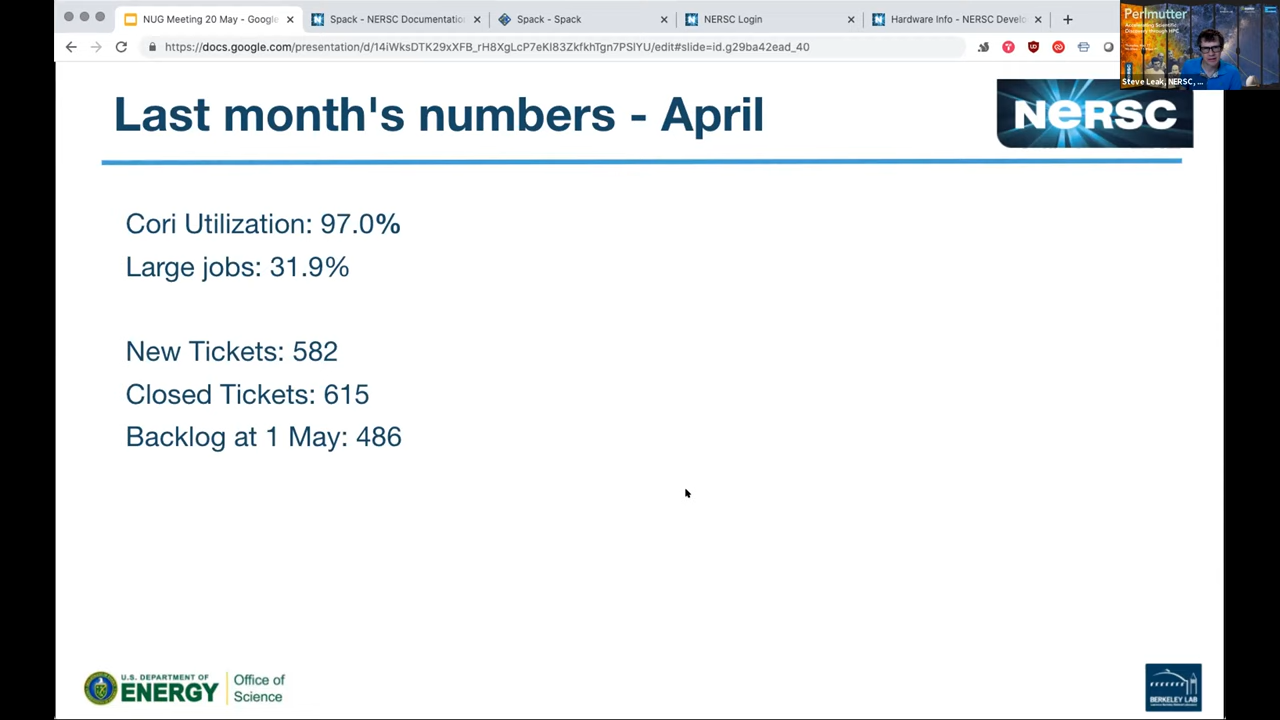 NUG Meeting 20 May - Google
Spack - NERSC Documentatio
Spack - Spack
NERSC Login
Hardware Info - NERSC Develo
https://docs.google.com/presentation/d/14iWksDTK29xXFB_rH8XgLcP7eKI83ZkfkhTgn7PSIYU/edit#slide=id.g29ba42ead_40
Perlmutter
Steve Leak, NERSC, ...
Last month's numbers - April
NERSC
Cori Utilization: 97.0%
Large jobs: 31.9%
New Tickets: 582
Closed Tickets: 615
Backlog at 1 May: 486
U.S. DEPARTMENT OF
ENERGY
Office of
Science
BERKELEY LAB